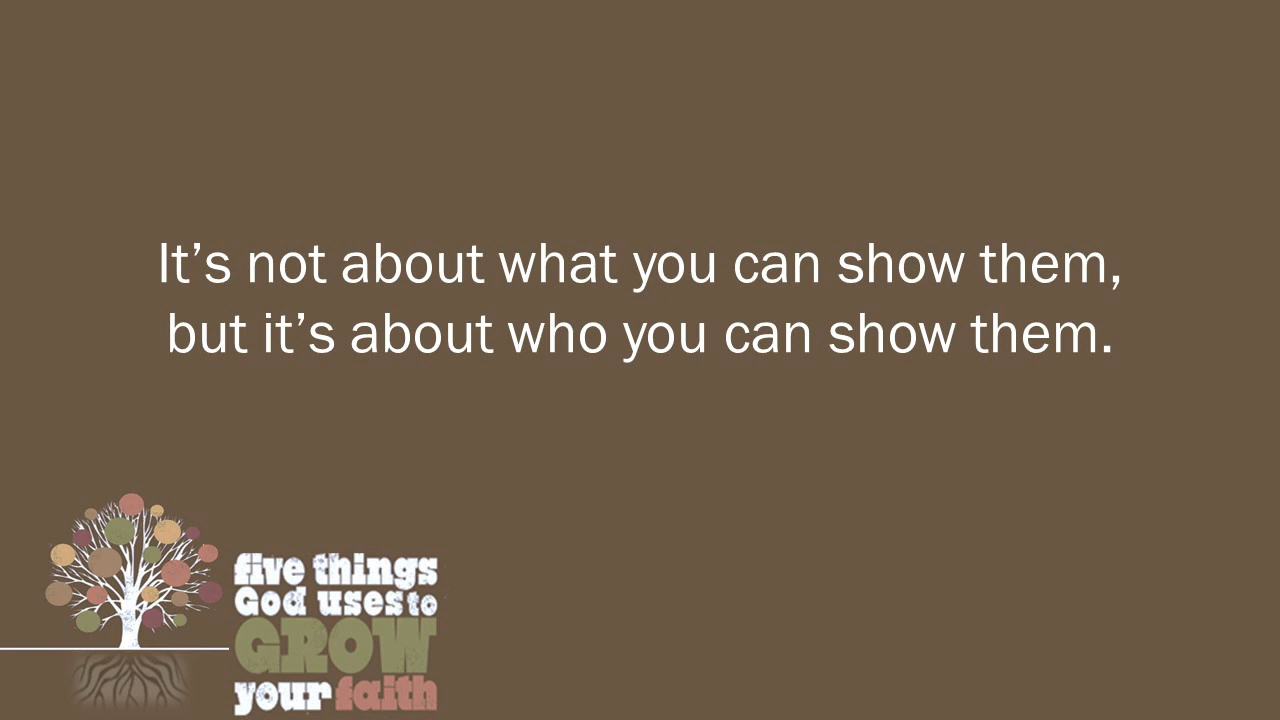 It’s not about what you can show them,
but it’s about who you can show them.
five things
God uses to
GROW
your faith